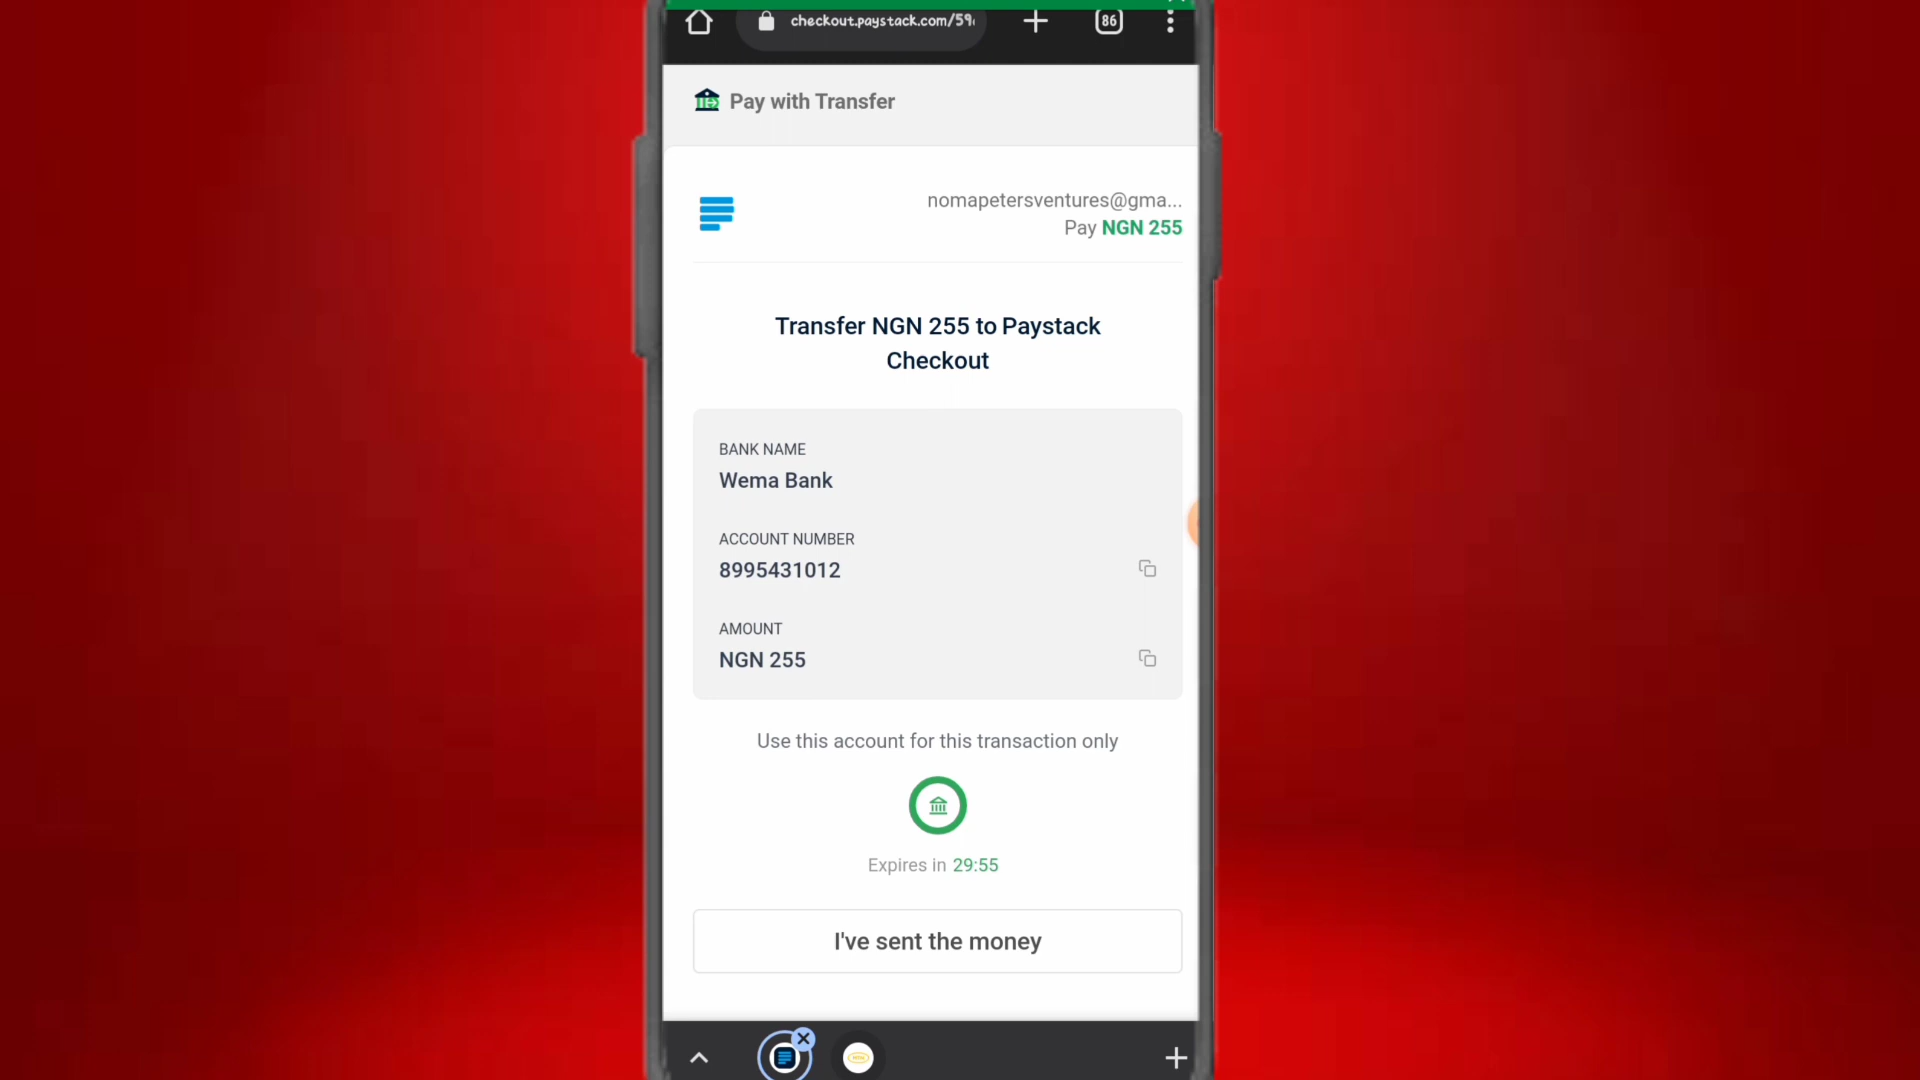 checkout.paystack.com/59
86
Pay with Transfer
nomapetersventures@gma...
Pay NGN 255
Transfer NGN 255 to Paystack
Checkout
BANK NAME
Wema Bank
ACCOUNT NUMBER
8995431012
AMOUNT
NGN 255
Use this account for this transaction only
Expires in 29:55
I've sent the money